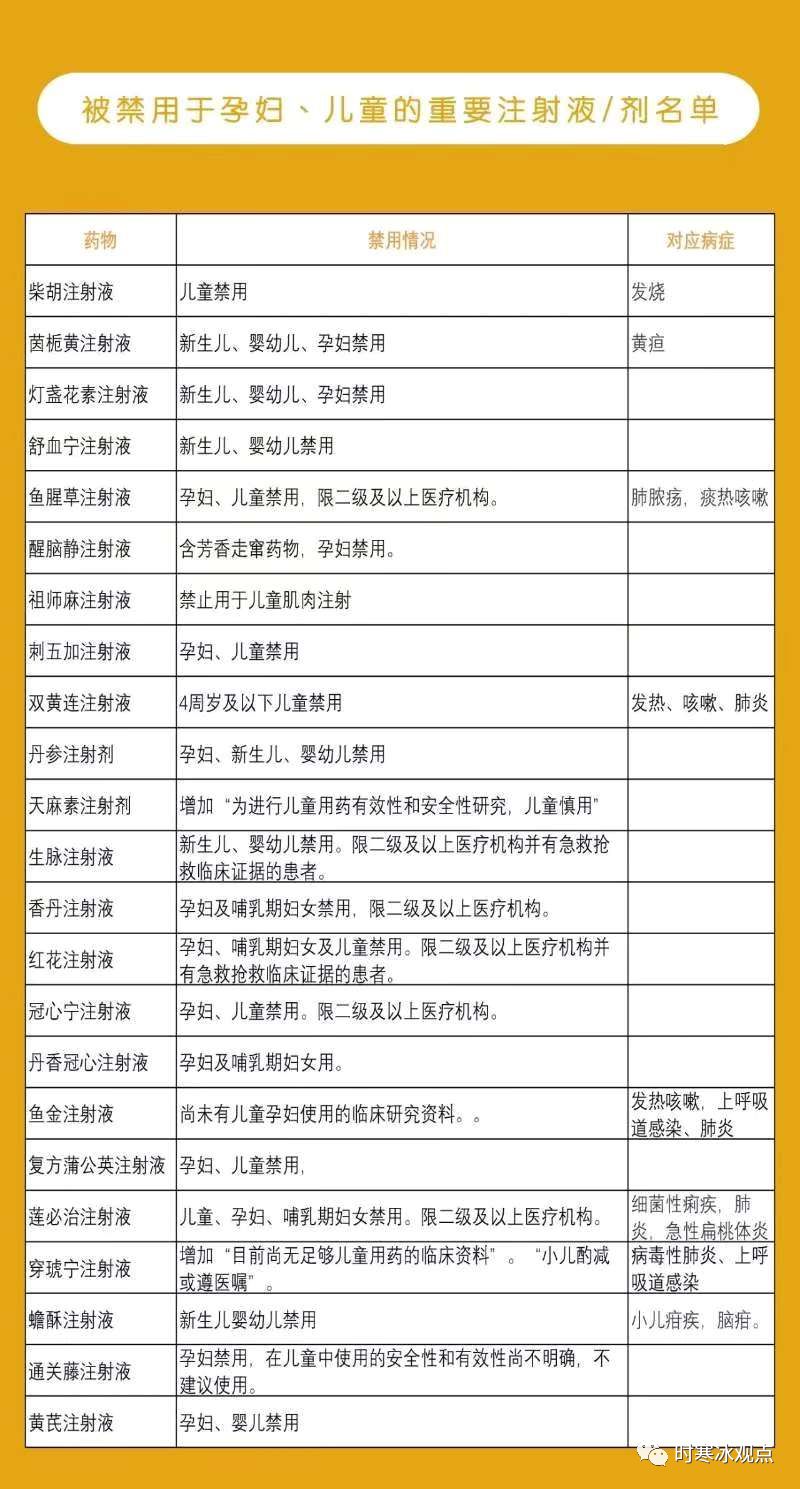 被禁用于孕妇、儿童的重要注射液/剂名单
药物 禁用情况 对应病症
柴胡注射液 儿童禁用 发烧
茵栀黄注射液 新生儿、婴幼儿、孕妇禁用 黄疸
灯盏花素注射液 新生儿、婴幼儿、孕妇禁用
舒血宁注射液 新生儿、婴幼儿禁用
鱼腥草注射液 孕妇、儿童禁用，限二级及以上医疗机构。 肺脓疡，痰热咳嗽
醒脑静注射液 含芳香走窜药物，孕妇禁用。
祖师麻注射液 禁止用于儿童肌肉注射
刺五加注射液 孕妇、儿童禁用
双黄连注射液 4周岁及以下儿童禁用 发热、咳嗽、肺炎
丹参注射剂 孕妇、新生儿、婴幼儿禁用
天麻素注射剂 增加“为进行儿童用药有效性和安全性研究，儿童慎用”
生脉注射液 新生儿、婴幼儿禁用。限二级及以上医疗机构并有急救抢
救临床证据的患者。
香丹注射液 孕妇及哺乳期妇女禁用，限二级及以上医疗机构。
红花注射液 孕妇、哺乳期妇女及儿童禁用。限二级及以上医疗机构并
有急救抢救临床证据的患者。
冠心宁注射液 孕妇、儿童禁用。限二级及以上医疗机构。
丹香冠心注射液 孕妇及哺乳期妇女用。
鱼金注射液 尚未有儿童孕妇使用的临床研究资料。。 发热咳嗽，上呼吸
道感染、肺炎
复方蒲公英注射液 孕妇、儿童禁用，
莲必治注射液 儿童、孕妇、哺乳期妇女禁用。限二级及以上医疗机构。 细菌性痢疾，肺
炎，急性扁桃体炎
穿琥宁注射液 增加“目前尚无足够儿童用药的临床资料”。“小儿酌减 病毒性肺炎、上呼
或遵医嘱”。 吸道感染
蟾酥注射液 新生儿婴幼儿禁用 小儿疳疾，脑疳。
通关藤注射液 孕妇禁用，在儿童中使用的安全性和有效性尚不明确，不
建议使用。
黄芪注射液 孕妇、婴儿禁用
时寒冰观点